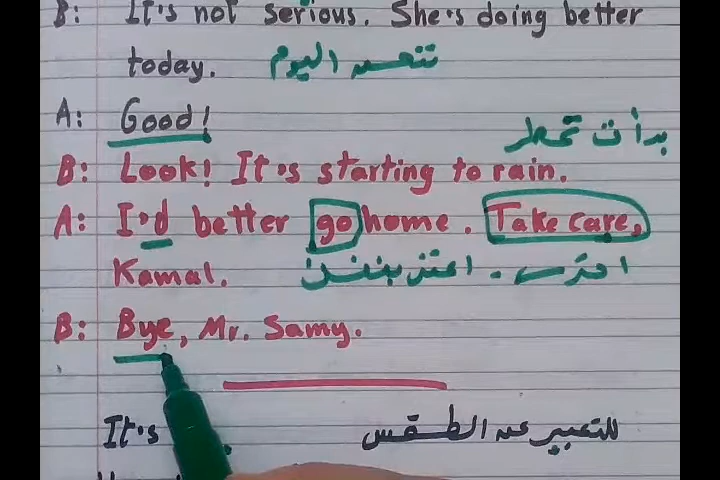 B: It's not serious. She's doing better
today. تتحسن اليوم
A: Good!
بدأت تمطر
B: Look! It's starting to rain.
A: I'd better go home. Take care,
Kamal. احترس - اعتن بنفسك
B: Bye, Mr. Samy.
It's للتعبير عن الطقس